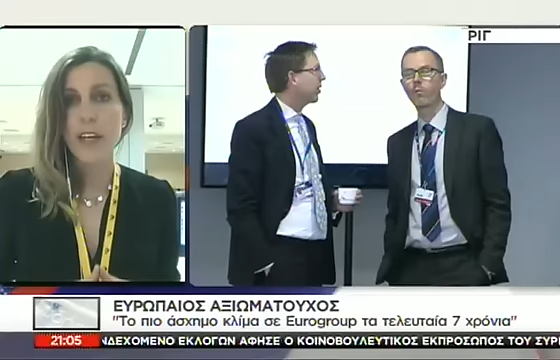 ΡΙΓ
ΕΥΡΩΠΑΙΟΣ ΑΞΙΩΜΑΤΟΥΧΟΣ
"Το πιο άσχημο κλίμα σε Eurogroup τα τελευταία 7 χρόνια"
21:05 ΝΔΕΧΟΜΕΝΟ ΕΚΛΟΓΩΝ ΑΦΗΣΕ Ο ΚΟΙΝΟΒΟΥΛΕΥΤΙΚΟΣ ΕΚΠΡΟΣΩΠΟΣ ΤΟΥ ΣΥ